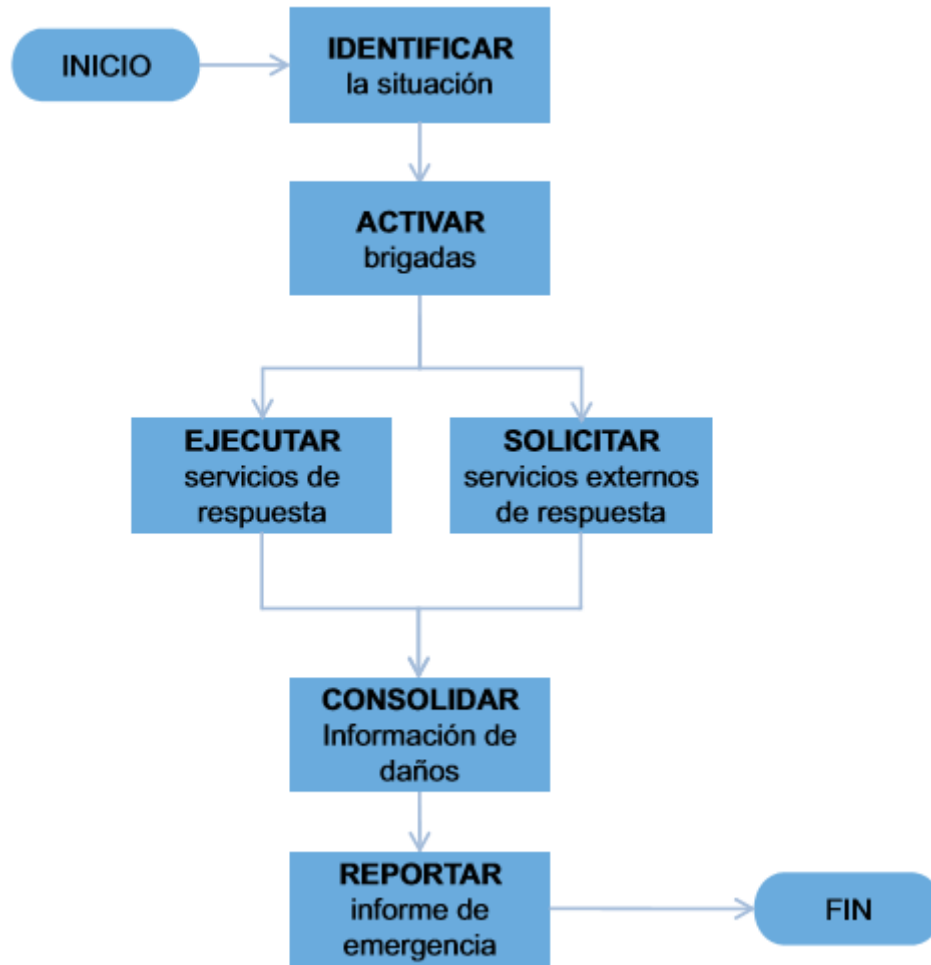 INICIO
IDENTIFICAR
la situación
ACTIVAR
brigadas
EJECUTAR
servicios de
respuesta
SOLICITAR
servicios externos
de respuesta
CONSOLIDAR
Información de
daños
REPORTAR
informe de
emergencia
FIN